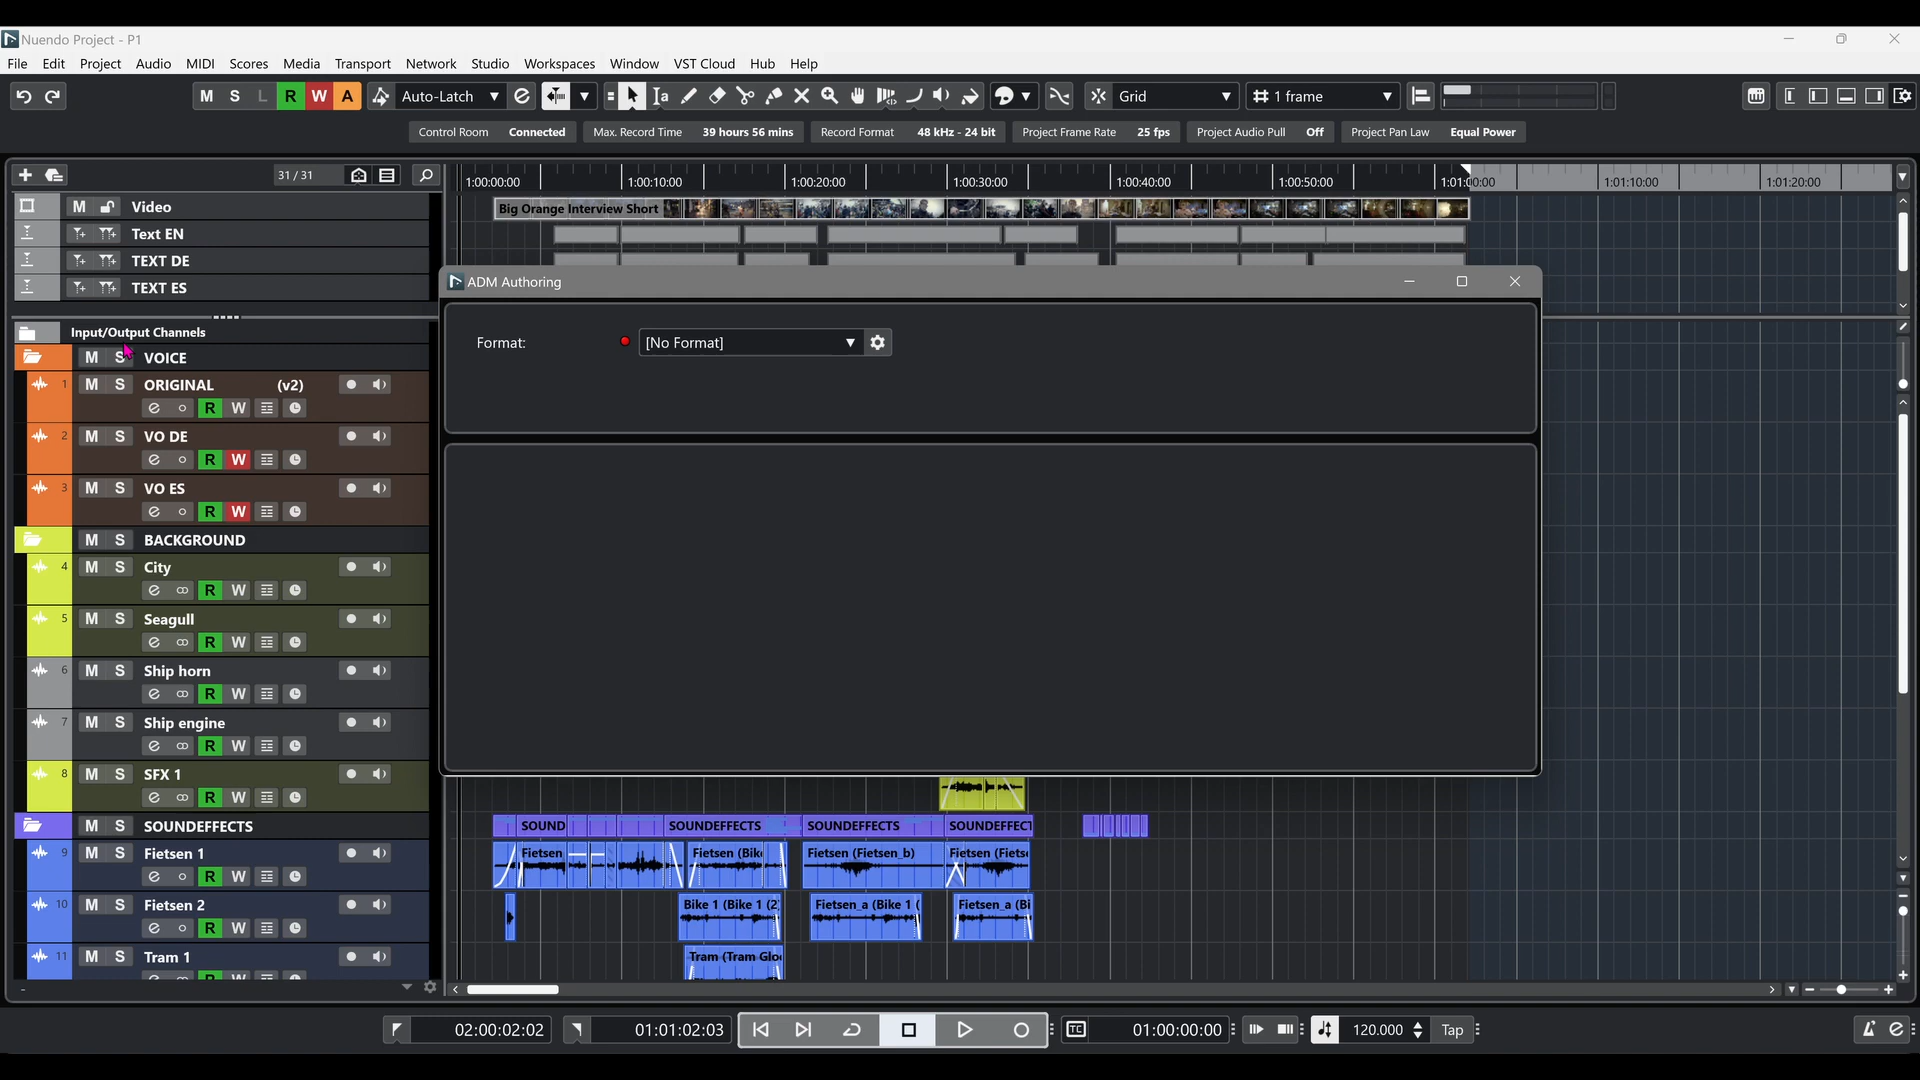 Nuendo Project - P1
File Edit Project Audio MIDI Scores Media Transport Network Studio Workspaces Window VST Cloud Hub Help
M S L R W A Auto-Latch Grid 1 frame
Control Room Connected Max. Record Time 39 hours 56 mins Record Format 48 kHz - 24 bit Project Frame Rate 25 fps Project Audio Pull Off Project Pan Law Equal Power
31 / 31
1:00:00:00 1:00:10:00 1:00:20:00 1:00:30:00 1:00:40:00 1:00:50:00 1:01:00:00 1:01:10:00 1:01:20:00
M Video
Big Orange Interview Short
Text EN
TEXT DE
TEXT ES
ADM Authoring
Format: [No Format]
Input/Output Channels
M S VOICE
1 M S ORIGINAL (v2)
R W
2 M S VO DE
R W
3 M S VO ES
R W
M S BACKGROUND
4 M S City
R W
5 M S Seagull
R W
6 M S Ship horn
R W
7 M S Ship engine
R W
8 M S SFX 1
R W
M S SOUNDEFFECTS
SOUND SOUNDEFFECTS SOUNDEFFECTS SOUNDEFFECT
9 M S Fietsen 1
R W
Fietsen Fietsen (Bik Fietsen (Fietsen_b) Fietsen (Fietse
10 M S Fietsen 2
R W
Bike 1 (Bike 1 (2) Fietsen_a (Bike 1 ( Fietsen_a (Bi
11 M S Tram 1
R W
Tram (Tram Glo
02:00:02:02 01:01:02:03 TC 01:00:00:00 120.000 Tap